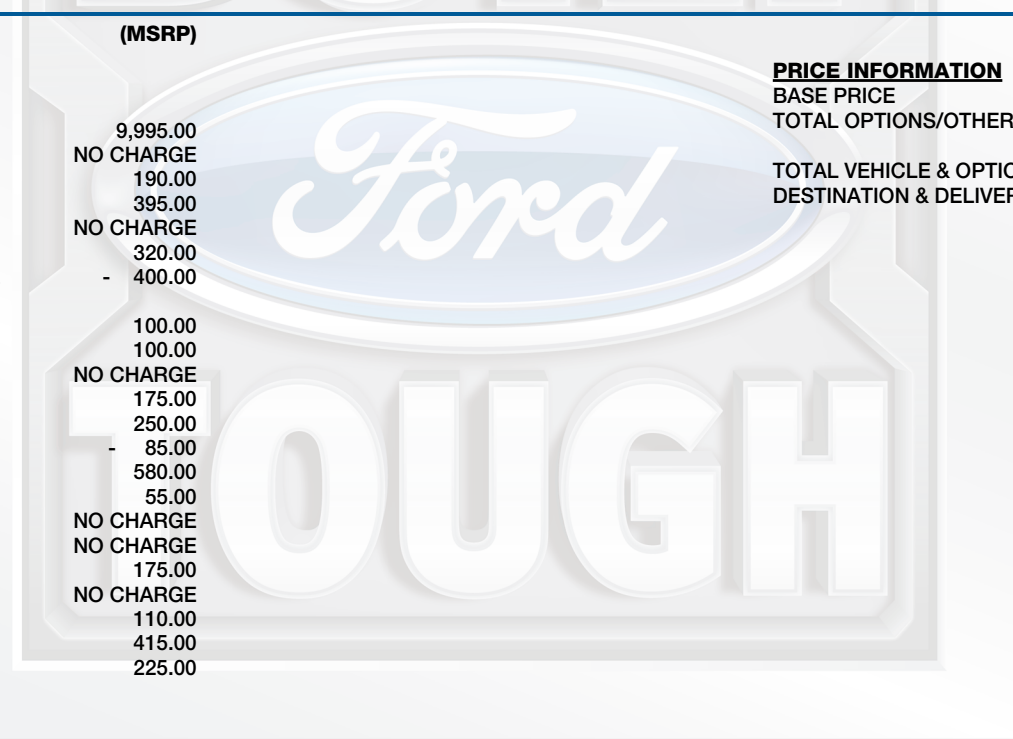 (MSRP)
9,995.00
NO CHARGE
190.00
395.00
NO CHARGE
320.00
- 400.00
100.00
100.00
NO CHARGE
175.00
250.00
- 85.00
580.00
55.00
NO CHARGE
NO CHARGE
175.00
NO CHARGE
110.00
415.00
225.00
PRICE INFORMATION
BASE PRICE
TOTAL OPTIONS/OTHER
TOTAL VEHICLE & OPTIO
DESTINATION & DELIVER
Ford
TOUGH